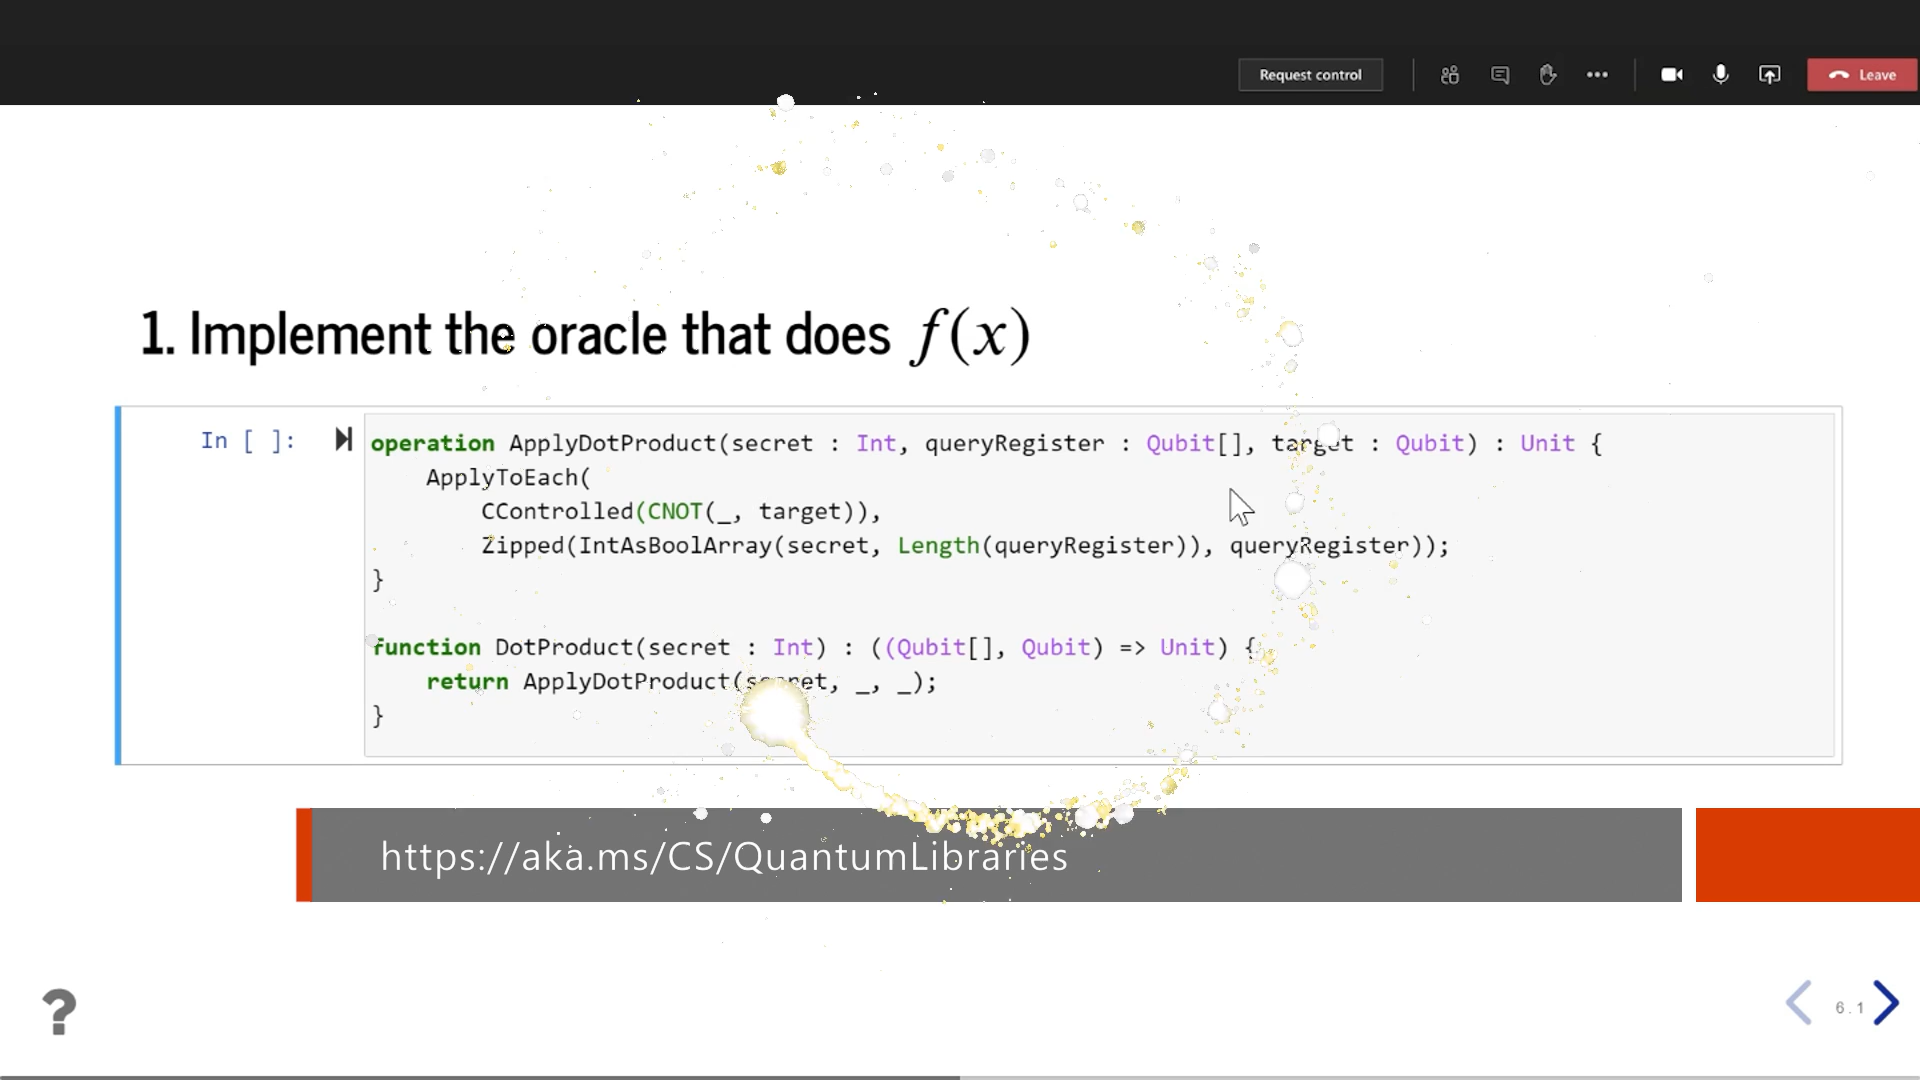 Request control
Leave
1. Implement the oracle that does f(x)
In [ ]:
operation ApplyDotProduct(secret : Int, queryRegister : Qubit[], target : Qubit) : Unit {
    ApplyToEach(
        CControlled(CNOT(_, target)),
        Zipped(IntAsBoolArray(secret, Length(queryRegister)), queryRegister));
}
function DotProduct(secret : Int) : ((Qubit[], Qubit) => Unit) {
    return ApplyDotProduct(secret, _, _);
}
https://aka.ms/CS/QuantumLibraries
?
6.1